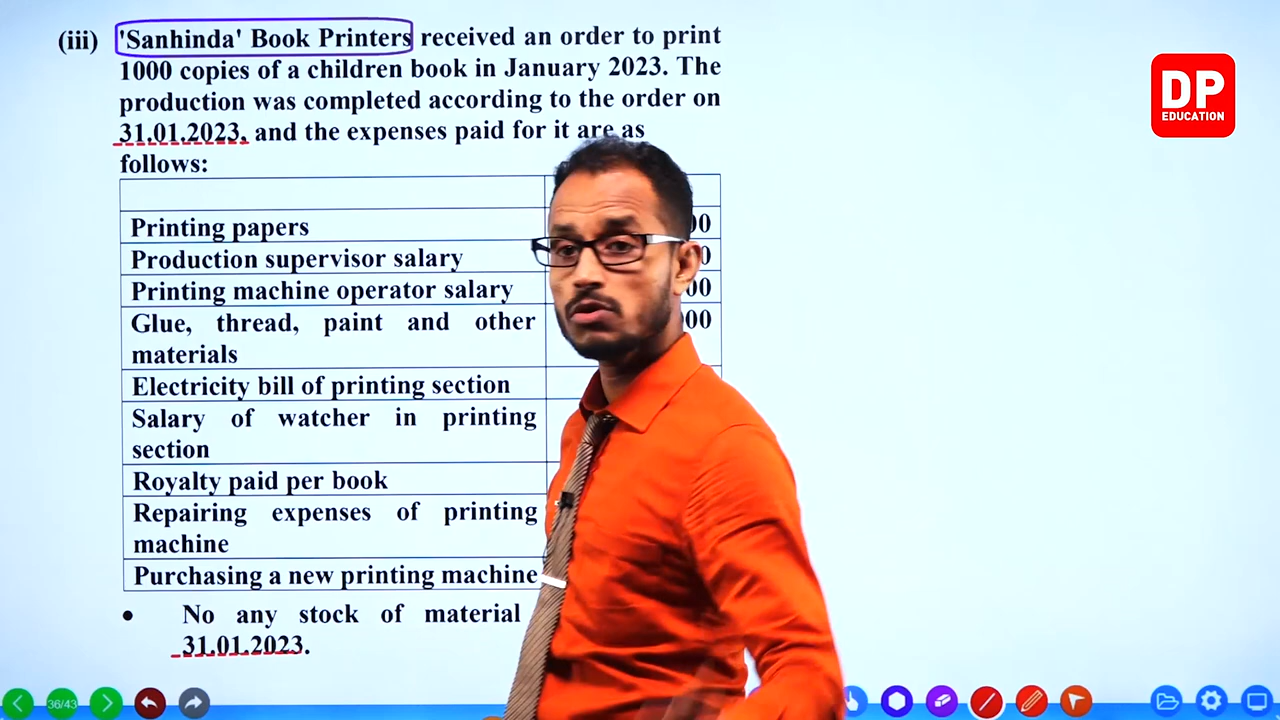 (iii) 'Sanhinda' Book Printers received an order to print
1000 copies of a children book in January 2023. The
production was completed according to the order on
31.01.2023, and the expenses paid for it are as
follows:
Printing papers
Production supervisor salary
Printing machine operator salary
Glue, thread, paint and other
materials
Electricity bill of printing section
Salary of watcher in printing
section
Royalty paid per book
Repairing expenses of printing
machine
Purchasing a new printing machine
• No any stock of material
31.01.2023.
DP
EDUCATION
36/43